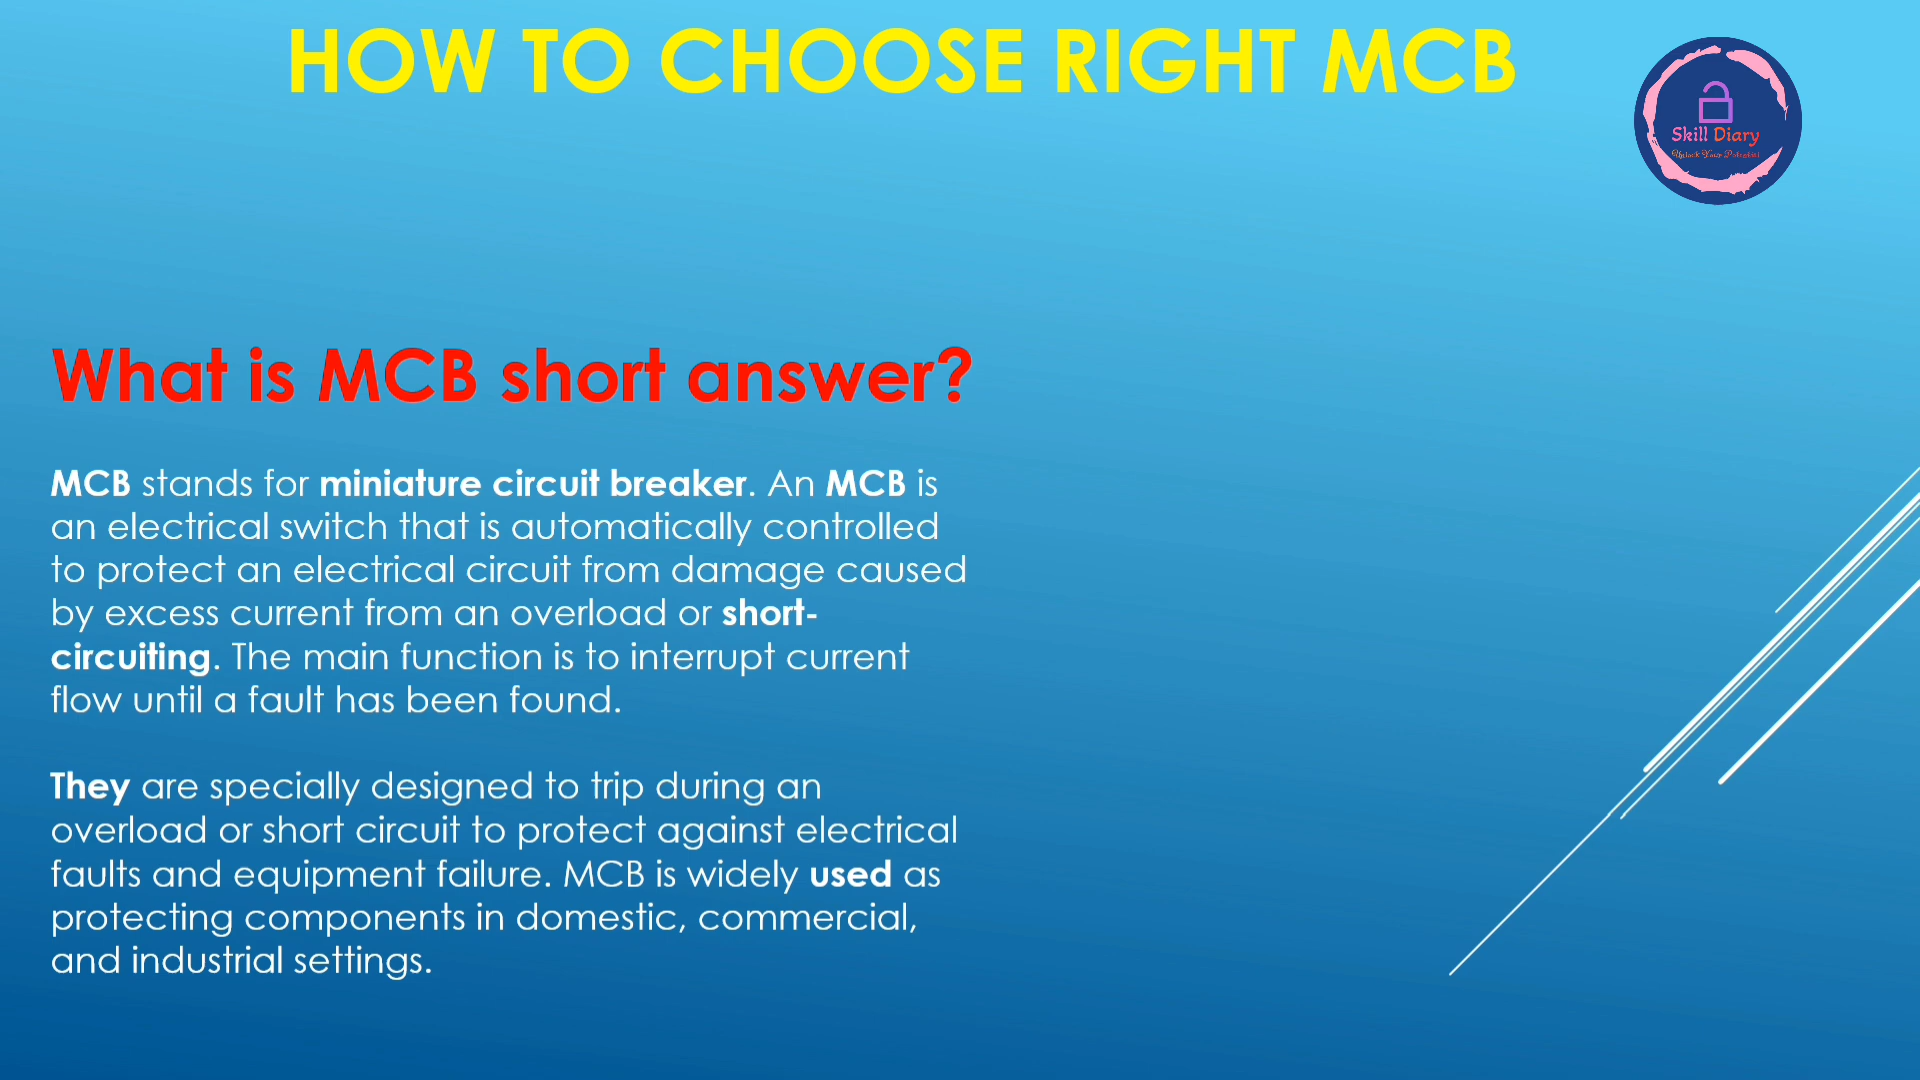 HOW TO CHOOSE RIGHT MCB
Skill Diary
Unlock Your Potential
What is MCB short answer?
MCB stands for miniature circuit breaker. An MCB is
an electrical switch that is automatically controlled
to protect an electrical circuit from damage caused
by excess current from an overload or short-
circuiting. The main function is to interrupt current
flow until a fault has been found.
They are specially designed to trip during an
overload or short circuit to protect against electrical
faults and equipment failure. MCB is widely used as
protecting components in domestic, commercial,
and industrial settings.